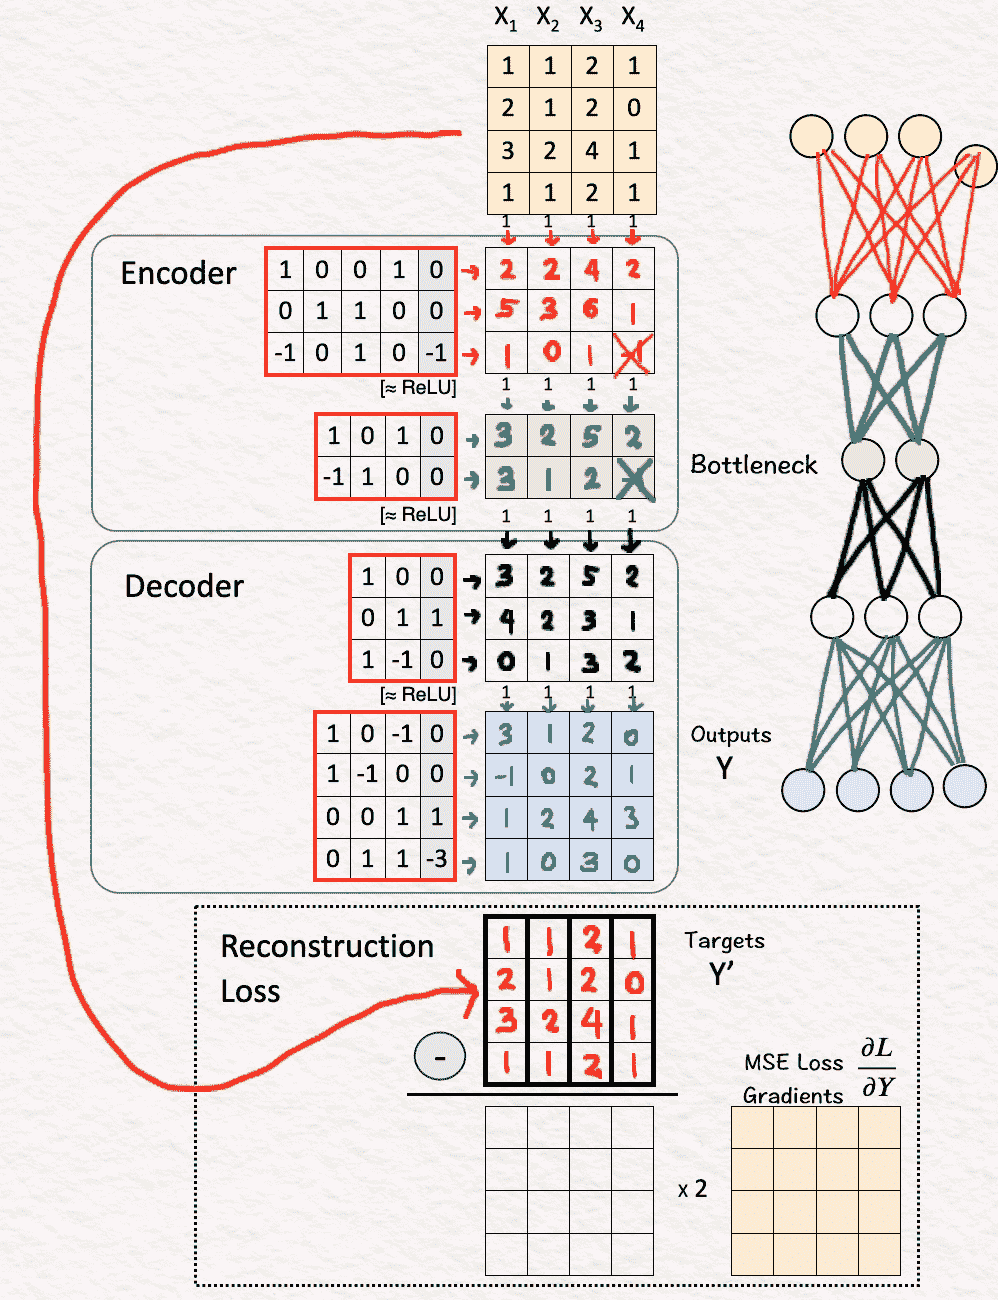 X1 X2 X3 X4
1 1 2 1
2 1 2 0
3 2 4 1
1 1 2 1
1 1 1 1
Encoder
1 0 0 1 0 → 2 2 4 2
0 1 1 0 0 → 5 3 6 1
-1 0 1 0 -1 → 1 0 1 -1
[≈ ReLU] 1 1 1 1
1 0 1 0 → 3 2 5 2
-1 1 0 0 → 3 1 2 -1
Bottleneck
[≈ ReLU] 1 1 1 1
Decoder
1 0 0 → 3 2 5 2
0 1 1 → 4 2 3 1
1 -1 0 → 0 1 3 2
[≈ ReLU] 1 1 1 1
1 0 -1 0 → 3 1 2 0
1 -1 0 0 → -1 0 2 1
0 0 1 1 → 1 2 4 3
0 1 1 -3 → 1 0 3 0
Outputs
Y
Reconstruction
Loss
1 1 2 1
2 1 2 0
3 2 4 1
1 1 2 1
Targets
Y'
-
MSE Loss
Gradients
∂L
∂Y
x 2